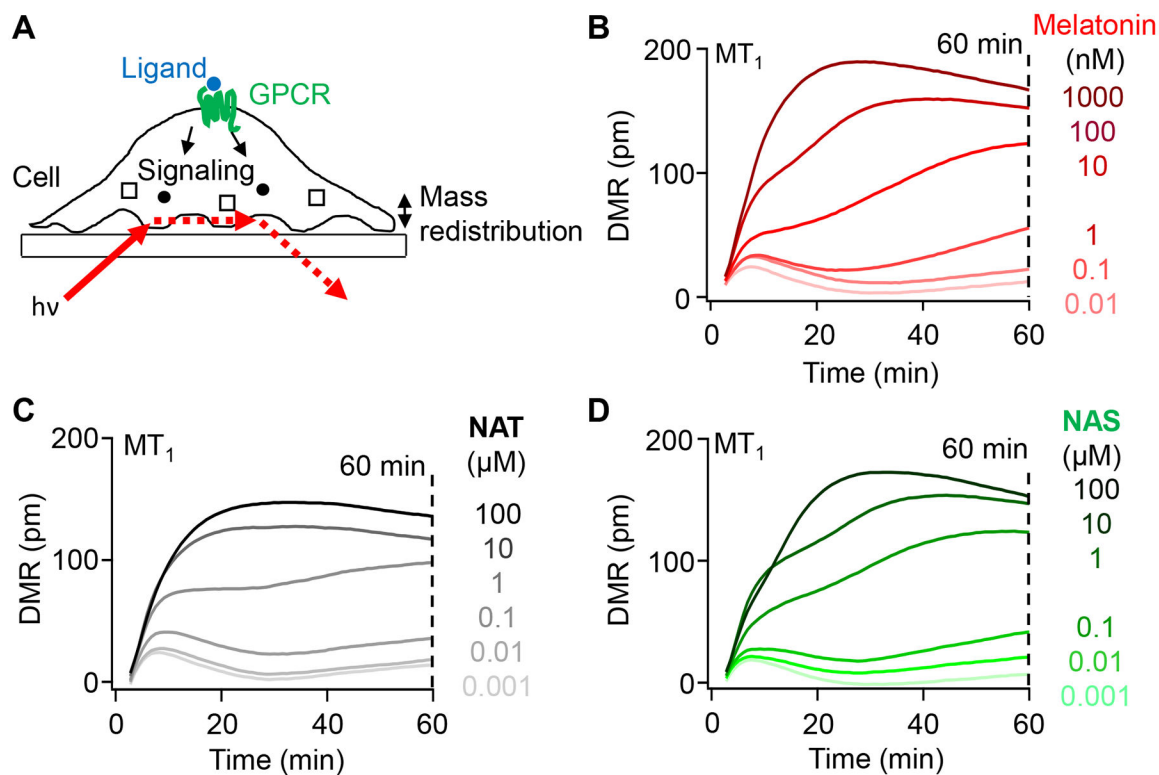 A
Ligand
GPCR
Signaling
Cell
Mass
redistribution
hν
B
MT1
60 min
Melatonin
(nM)
1000
100
10
1
0.1
0.01
200
100
0
DMR (pm)
0
20
40
60
Time (min)
C
MT1
60 min
NAT
(µM)
100
10
1
0.1
0.01
0.001
200
100
0
DMR (pm)
0
20
40
60
Time (min)
D
MT1
60 min
NAS
(µM)
100
10
1
0.1
0.01
0.001
200
100
0
DMR (pm)
0
20
40
60
Time (min)